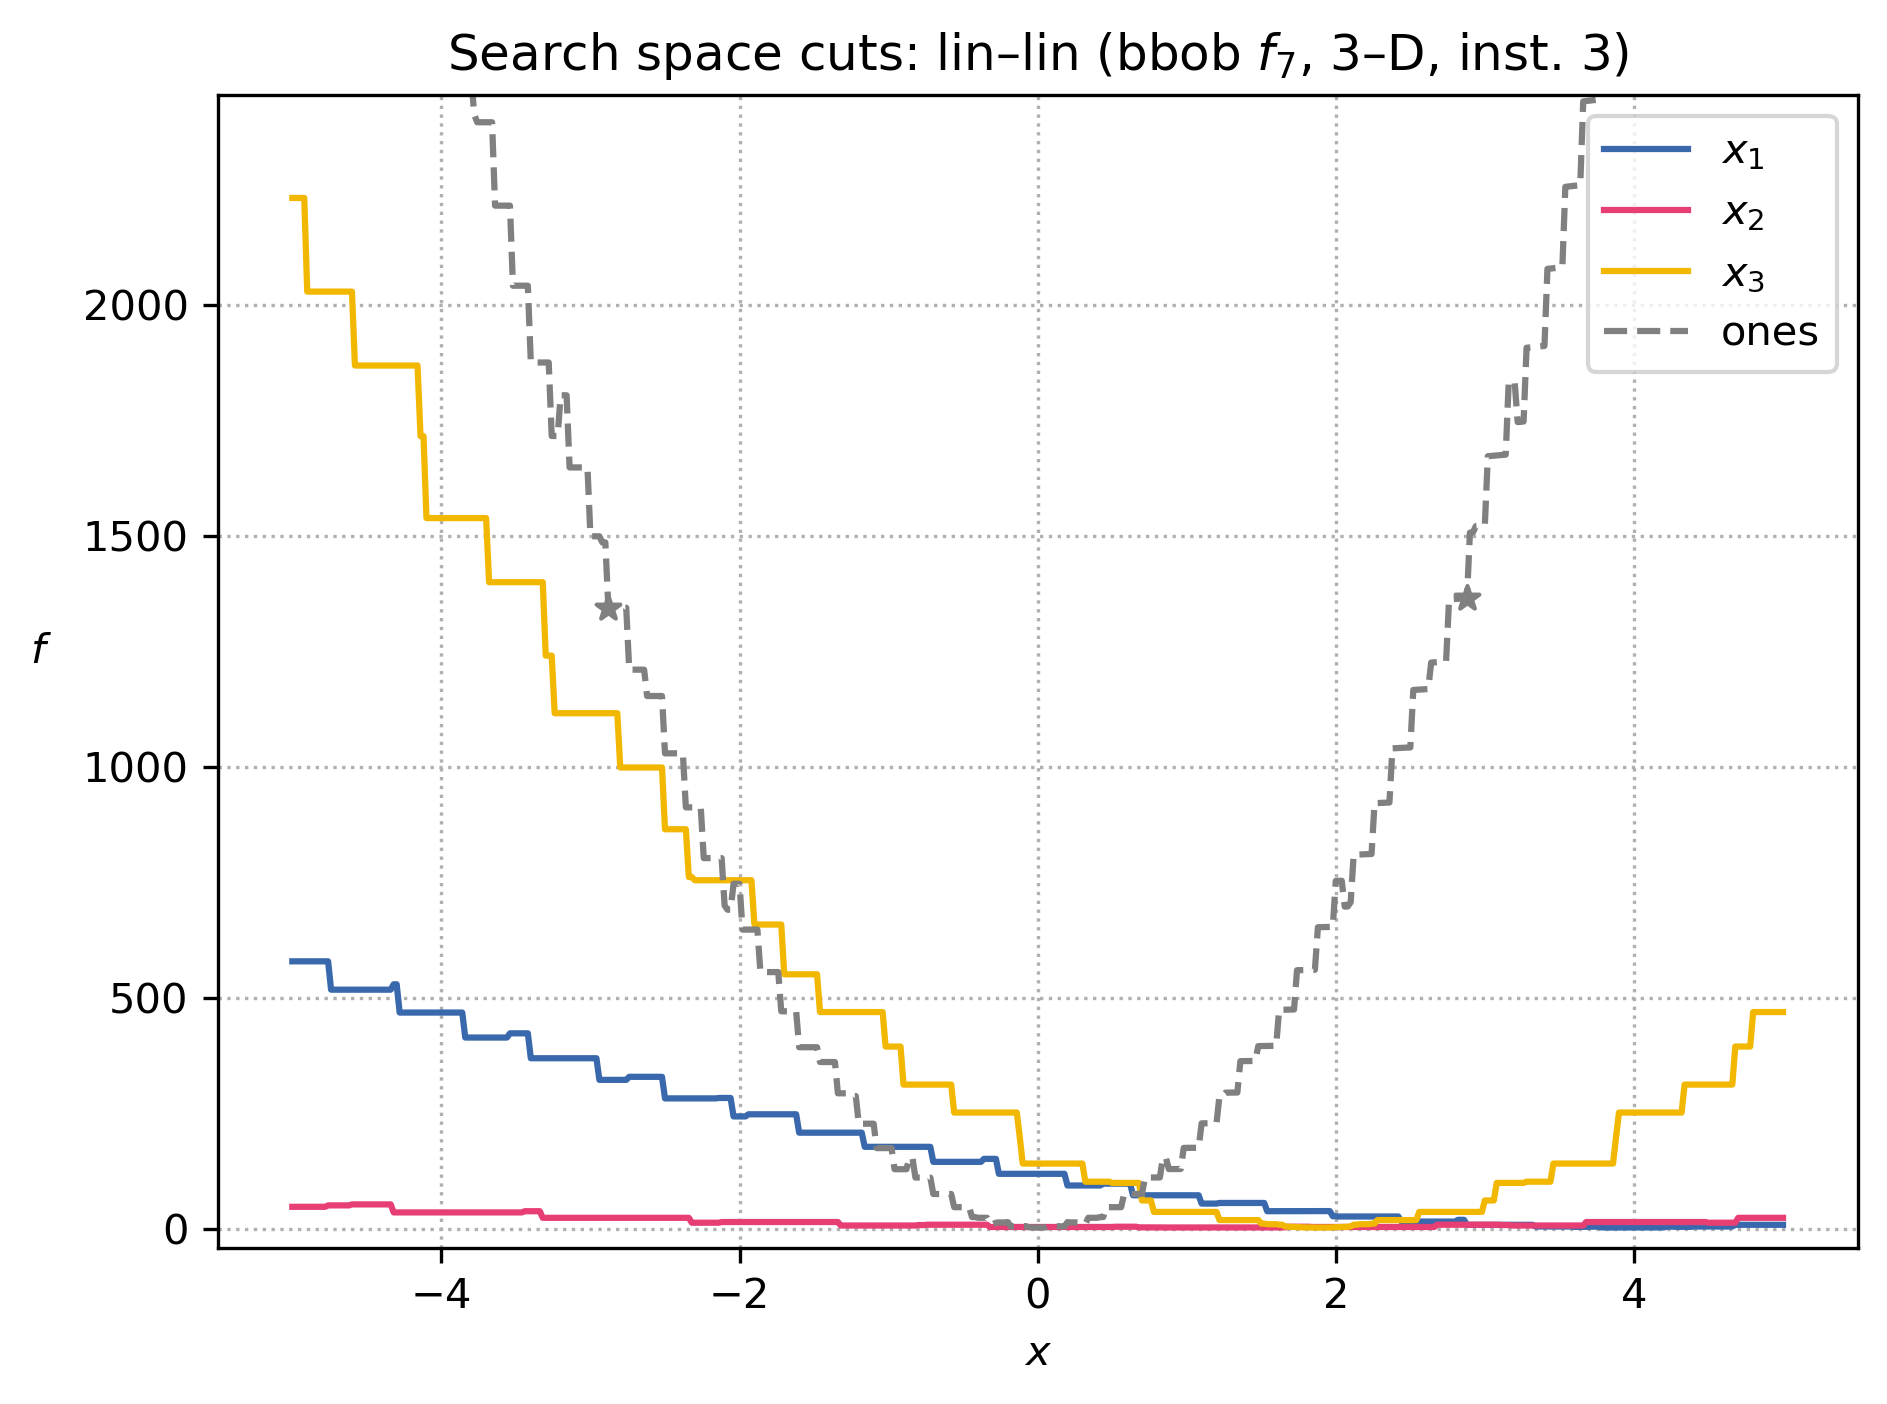 Search space cuts: lin–lin (bbob f₇, 3–D, inst. 3)
x₁
x₂
x₃
ones
2000
1500
1000
500
0
f
−4
−2
0
2
4
x